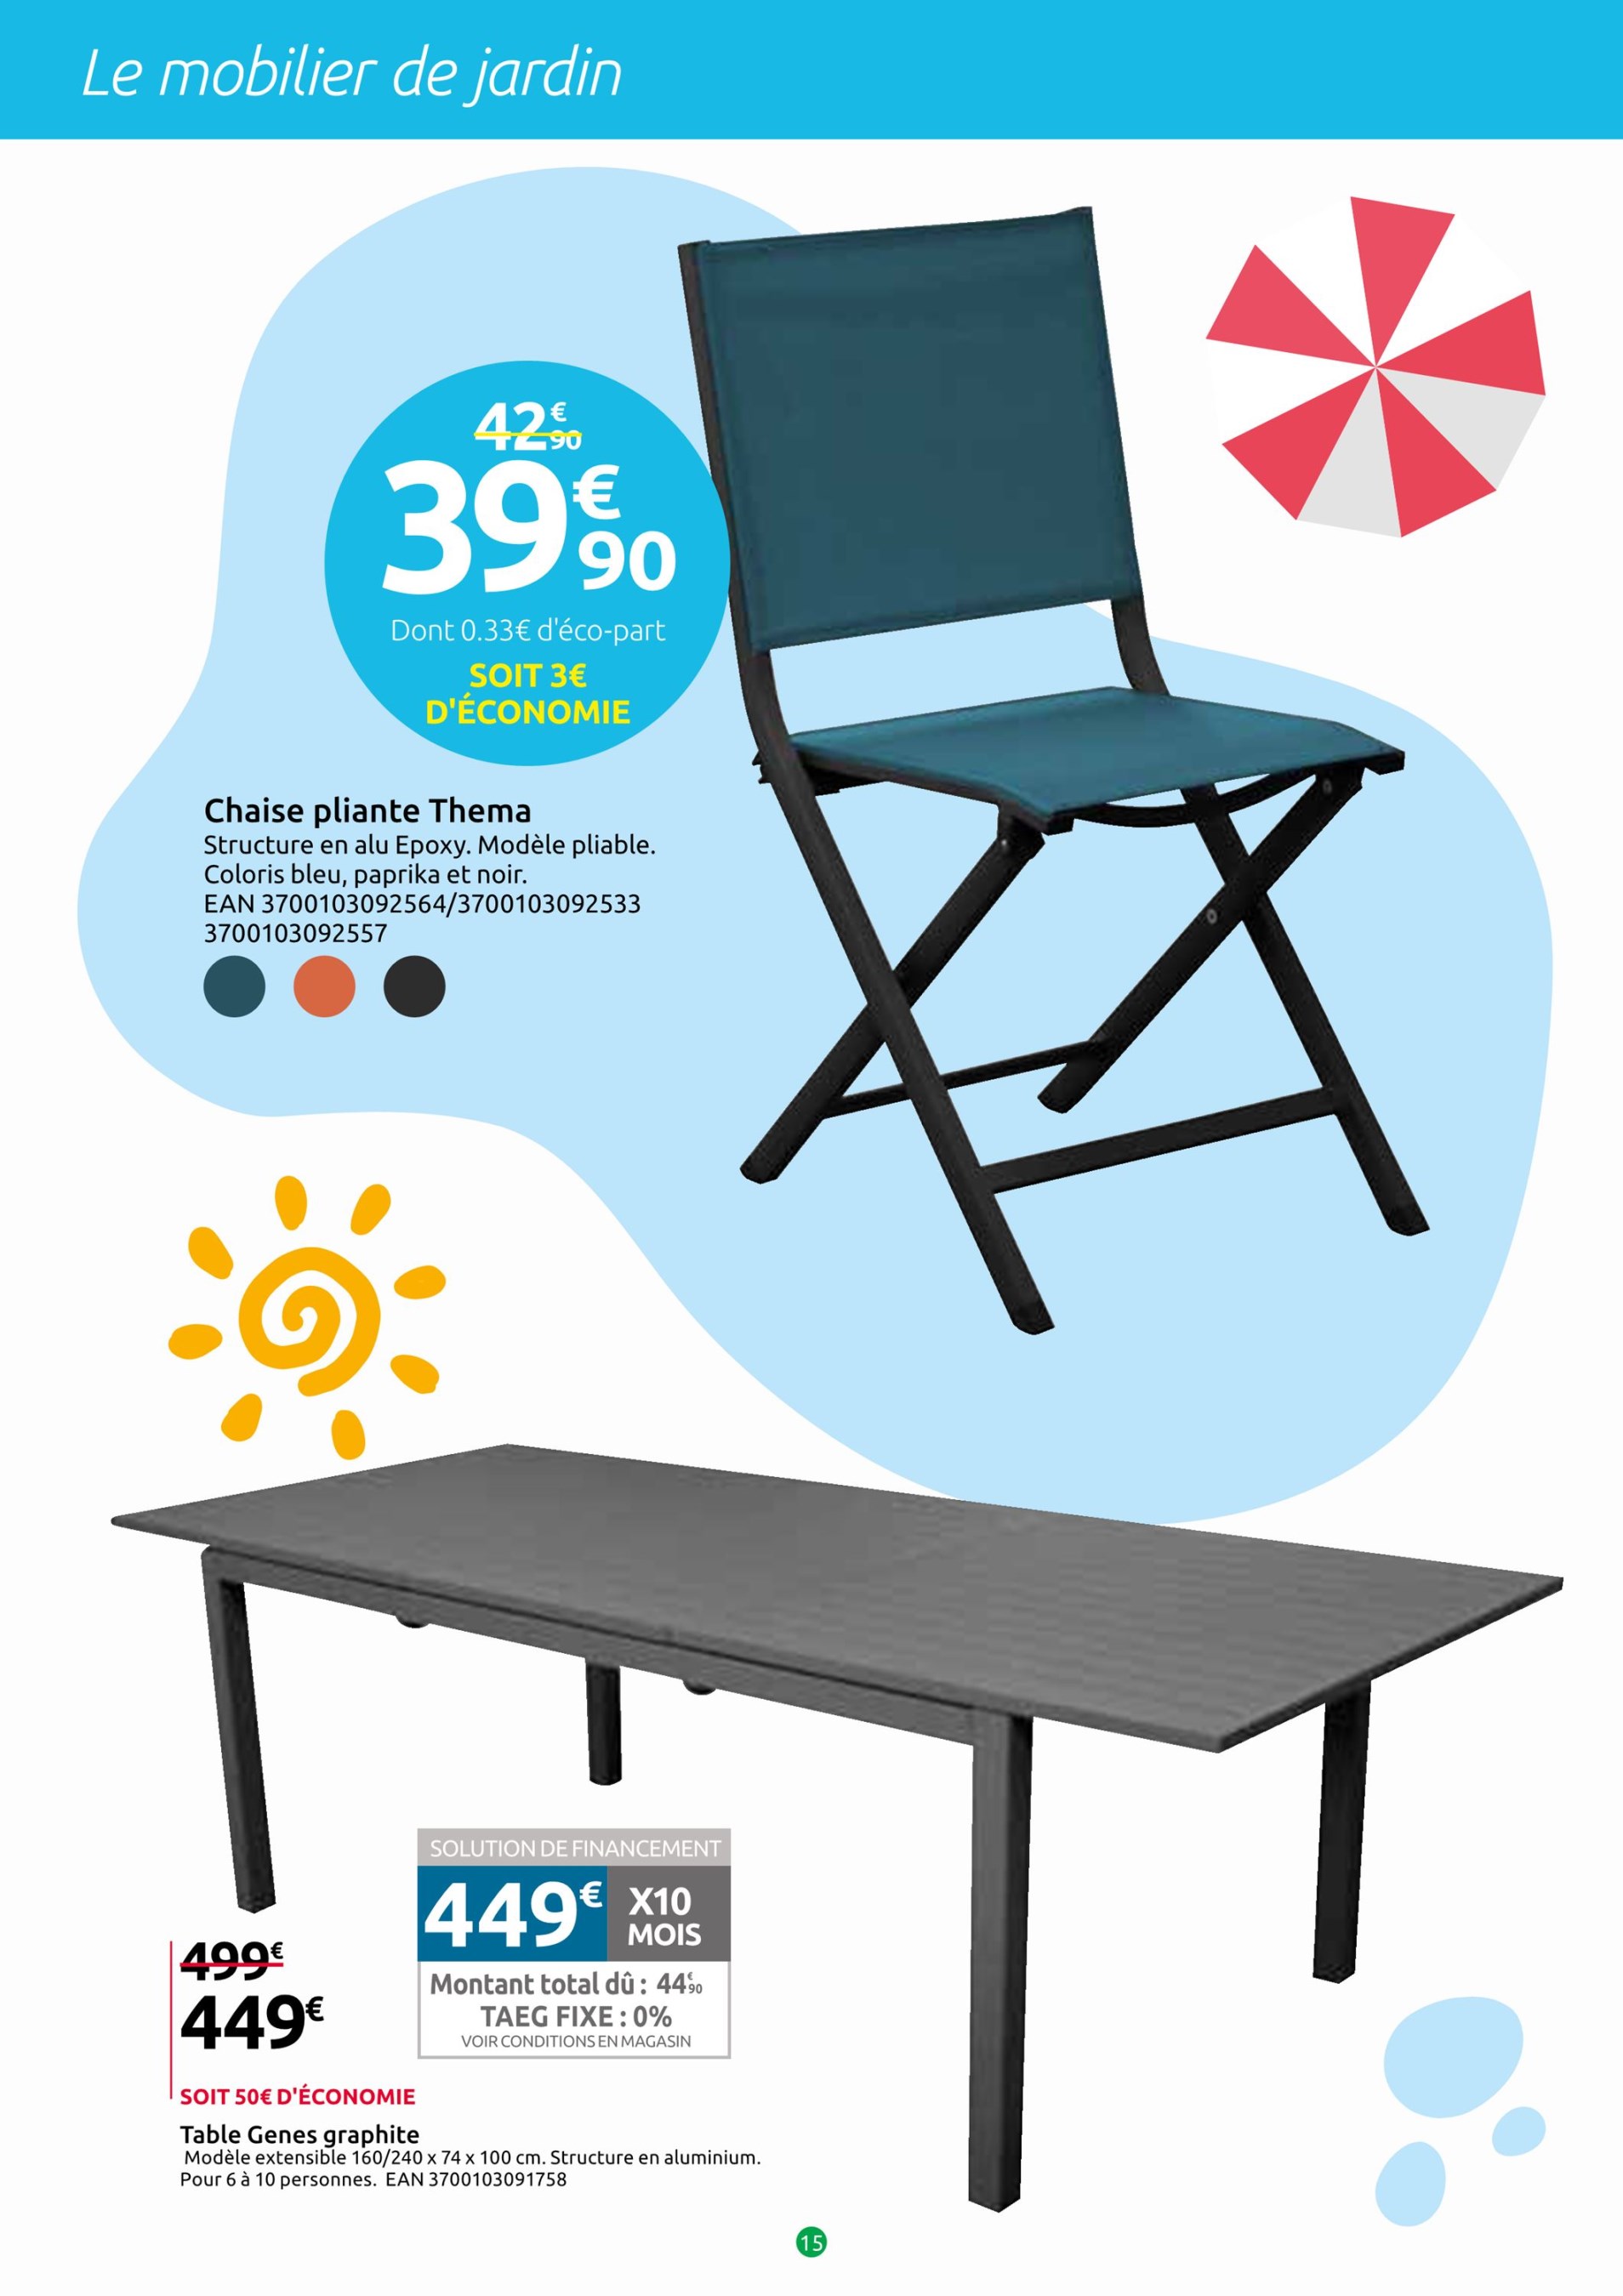 Le mobilier de jardin
42€90
39€90
Dont 0.33€ d'éco-part
SOIT 3€
D'ÉCONOMIE
Chaise pliante Thema
Structure en alu Epoxy. Modèle pliable.
Coloris bleu, paprika et noir.
EAN 3700103092564/3700103092533
3700103092557
SOLUTION DE FINANCEMENT
449€ X10
MOIS
Montant total dû : 44€90
TAEG FIXE : 0%
VOIR CONDITIONS EN MAGASIN
499€
449€
SOIT 50€ D'ÉCONOMIE
Table Genes graphite
Modèle extensible 160/240 x 74 x 100 cm. Structure en aluminium.
Pour 6 à 10 personnes. EAN 3700103091758
15